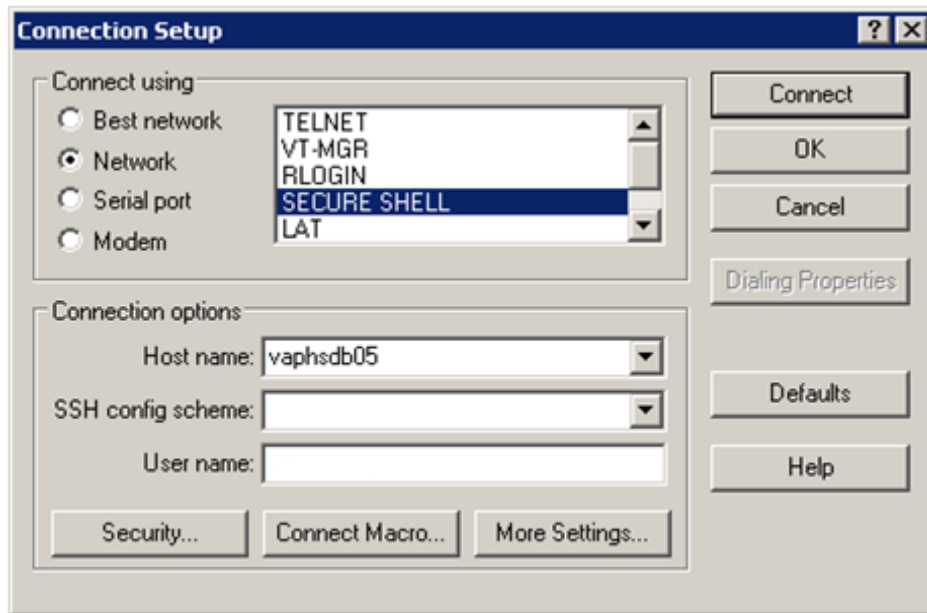 Connection Setup
Connect using
Best network
Network
Serial port
Modem
TELNET
VT-MGR
RLOGIN
SECURE SHELL
LAT
Connect
OK
Cancel
Dialing Properties
Connection options
Host name: vaphsdb05
SSH config scheme:
User name:
Security... Connect Macro... More Settings...
Defaults
Help